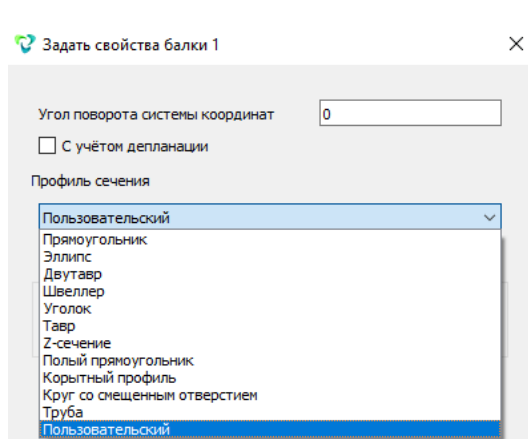 Задать свойства балки 1
Угол поворота системы координат 0
С учётом депланации
Профиль сечения
Пользовательский
Прямоугольник
Эллипс
Двутавр
Швеллер
Уголок
Тавр
Z-сечение
Полый прямоугольник
Корытный профиль
Круг со смещенным отверстием
Труба
Пользовательский